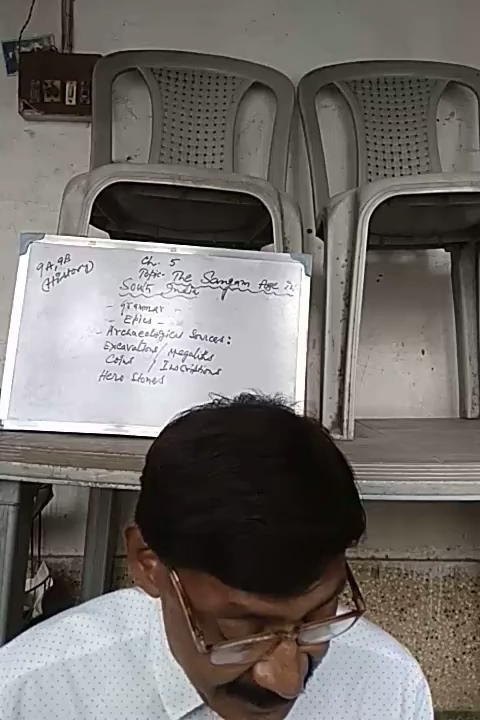 9A, 9B
(History)
Ch. 5
Topic- The Sangam Age in
South India
- grammar -
- Epics -
- Archaeological Sources:
Excavations / Megaliths
Coins / Inscriptions
Hero Stones